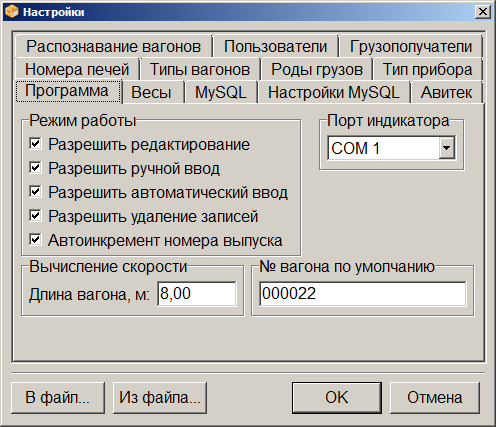 Настройки
Распознавание вагонов Пользователи Грузополучатели
Номера печей Типы вагонов Роды грузов Тип прибора
Программа Весы MySQL Настройки MySQL Авитек
Режим работы
Разрешить редактирование
Разрешить ручной ввод
Разрешить автоматический ввод
Разрешить удаление записей
Автоинкремент номера выпуска
Порт индикатора
COM 1
Вычисление скорости
Длина вагона, м: 8,00
№ вагона по умолчанию
000022
В файл... Из файла... OK Отмена